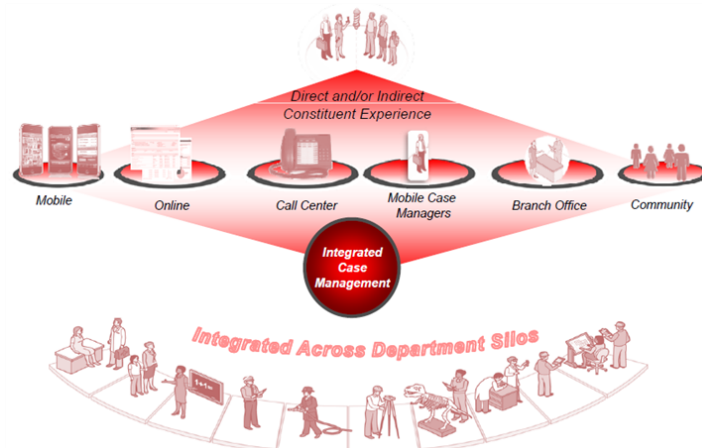 Direct and/or Indirect
Constituent Experience
Mobile
Online
Call Center
Mobile Case
Managers
Branch Office
Community
Integrated
Case
Management
Integrated Across Department Silos